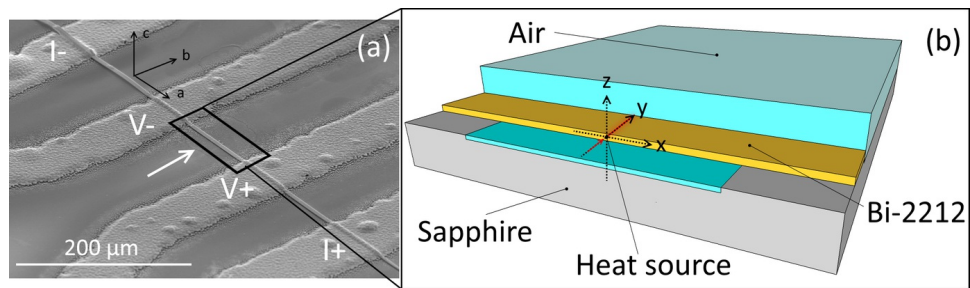 (a)
c
b
a
I-
V-
V+
I+
200 µm
(b)
Air
z
y
x
Bi-2212
Sapphire
Heat source